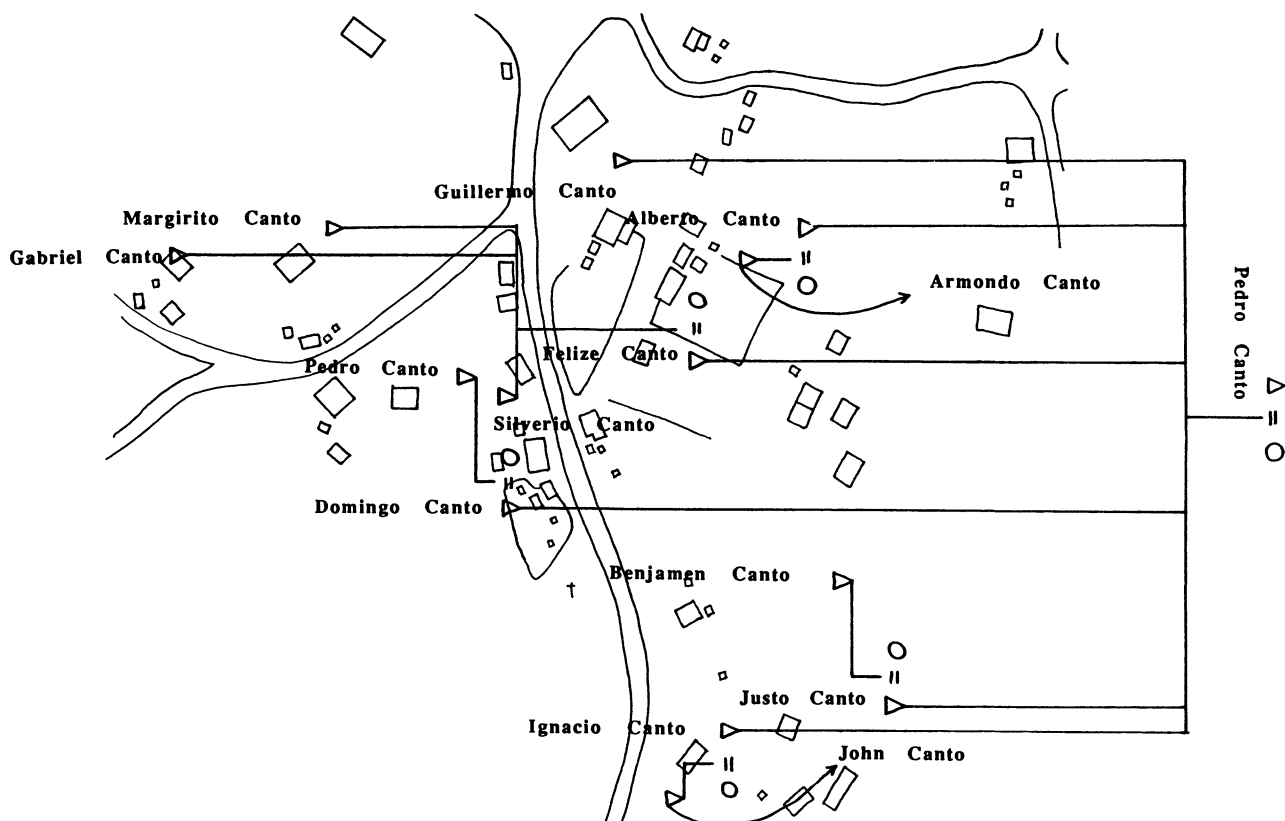 Guillermo Canto
Margirito Canto
Alberto Canto
Gabriel Canto
Armondo Canto
Pedro Canto
Felize Canto
Pedro Canto
Silverio Canto
Domingo Canto
Benjamen Canto
Justo Canto
Ignacio Canto
John Canto